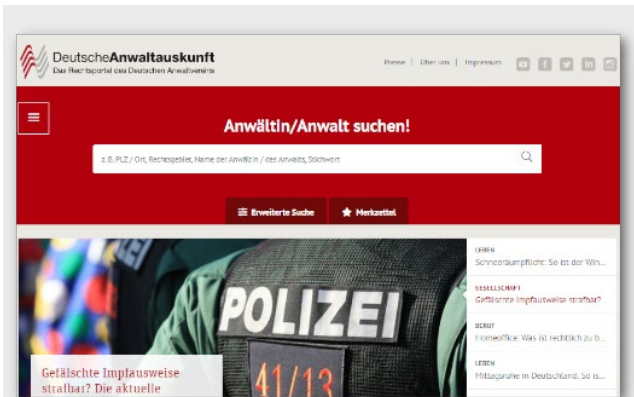 DeutscheAnwaltauskunft
Das Rechtsportal des Deutschen Anwaltvereins
Presse | Über uns | Impressum
Anwältin/Anwalt suchen!
z. B. PLZ / Ort, Rechtsgebiet, Name der Anwältin / des Anwalts, Stichwort
Erweiterte Suche
Merkzettel
POLIZEI
41/13
Gefälschte Impfausweise
strafbar? Die aktuelle
LEBEN
Schneeräumpflicht: So ist der Win...
GESELLSCHAFT
Gefälschte Impfausweise strafbar?...
BERUF
Homeoffice: Was ist rechtlich zu b...
LEBEN
Mittagsruhe in Deutschland: So is...